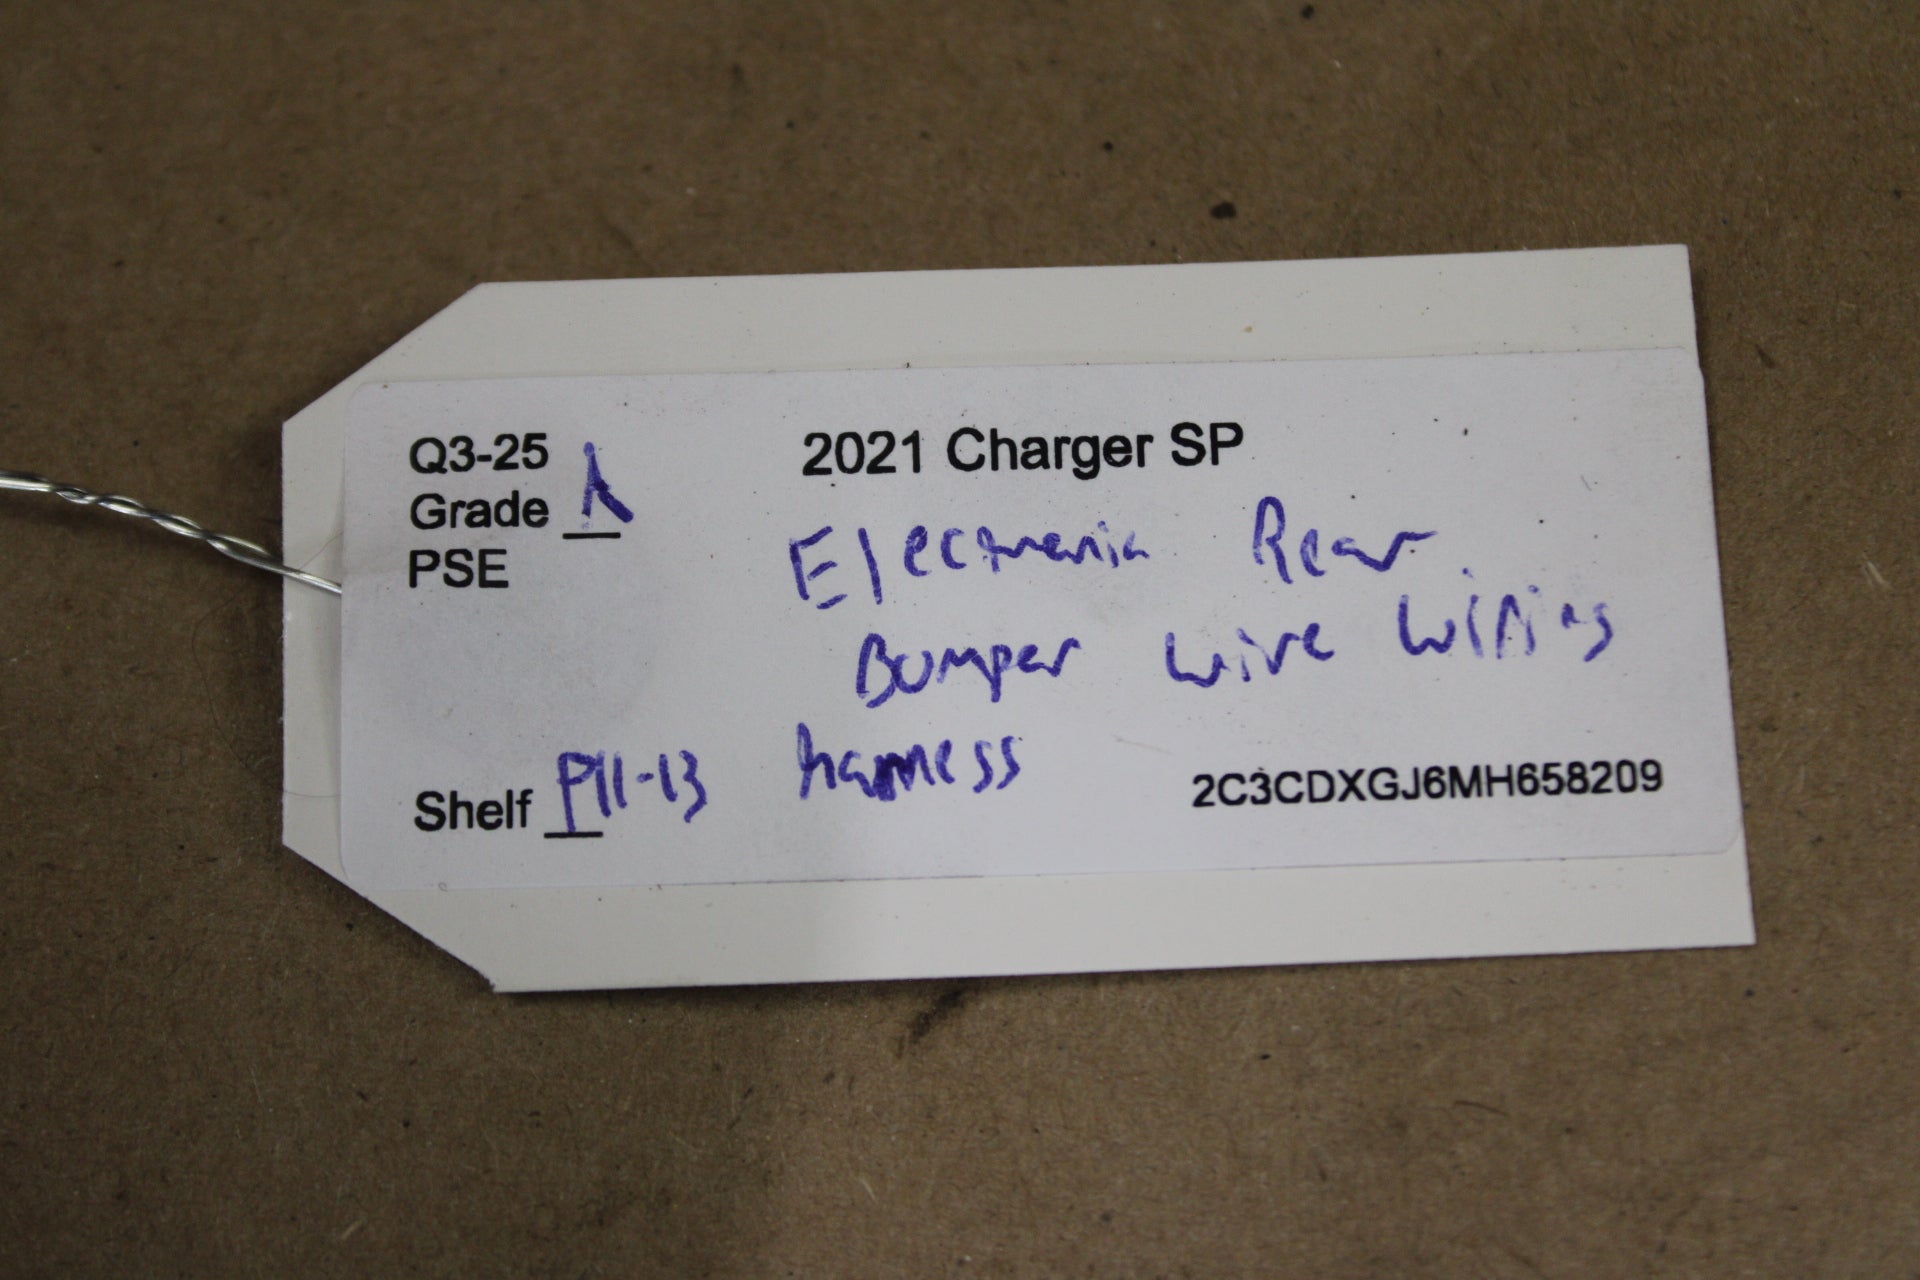 Q3-25
Grade A
PSE
2021 Charger SP
Electronic Rear
Bumper wire wiring
harness
Shelf P11-13
2C3CDXGJ6MH658209